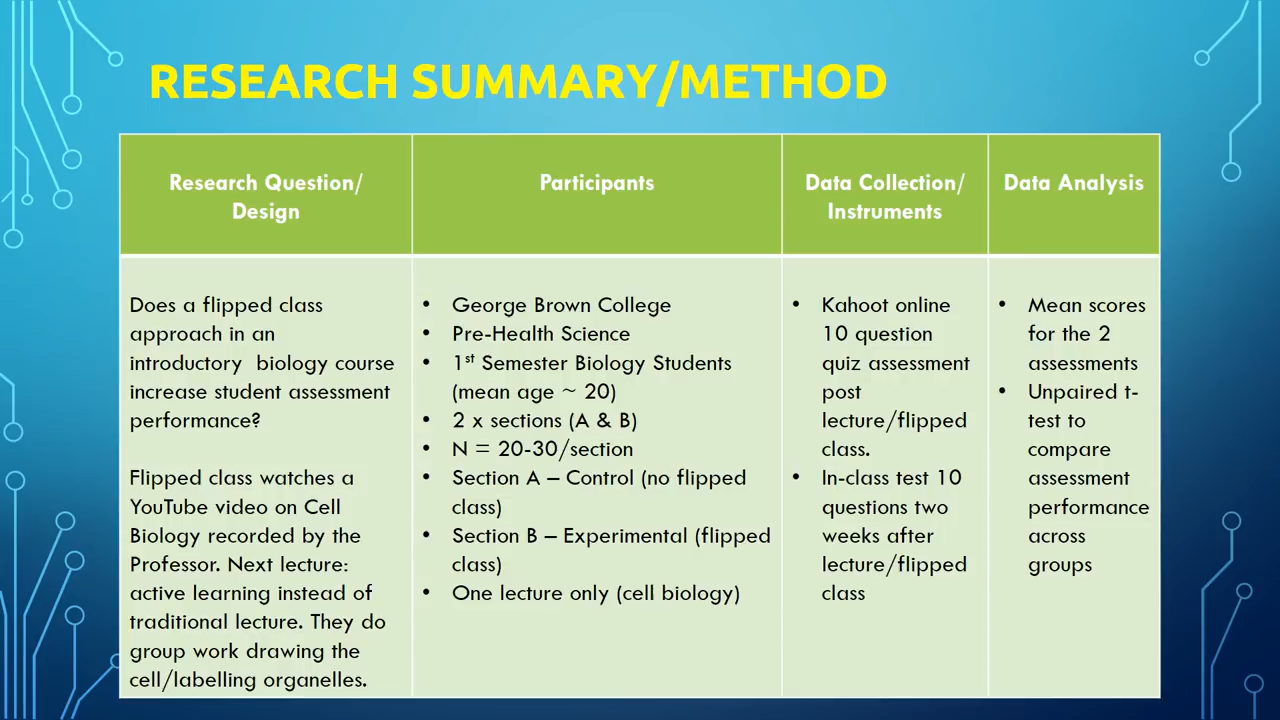 RESEARCH SUMMARY/METHOD
Research Question/
Design
Participants
Data Collection/
Instruments
Data Analysis
Does a flipped class
approach in an
introductory  biology course
increase student assessment
performance?
Flipped class watches a
YouTube video on Cell
Biology recorded by the
Professor. Next lecture:
active learning instead of
traditional lecture. They do
group work drawing the
cell/labelling organelles.
• George Brown College
• Pre-Health Science
• 1st Semester Biology Students
(mean age ~ 20)
• 2 x sections (A & B)
• N = 20-30/section
• Section A – Control (no flipped
class)
• Section B – Experimental (flipped
class)
• One lecture only (cell biology)
• Kahoot online
10 question
quiz assessment
post
lecture/flipped
class.
• In-class test 10
questions two
weeks after
lecture/flipped
class
• Mean scores
for the 2
assessments
• Unpaired t-
test to
compare
assessment
performance
across
groups